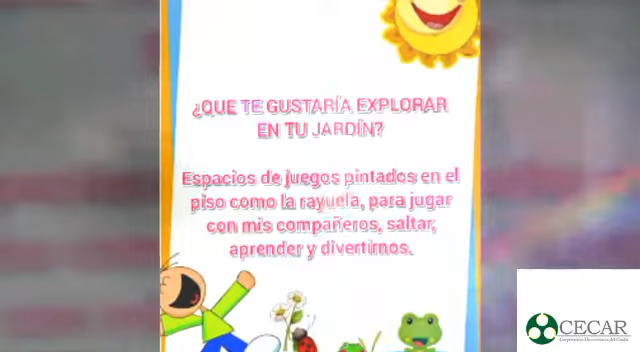 ¿QUE TE GUSTARÍA EXPLORAR
EN TU JARDÍN?
Espacios de juegos pintados en el
piso como la rayuela, para jugar
con mis compañeros, saltar,
aprender y divertirnos.
CECAR